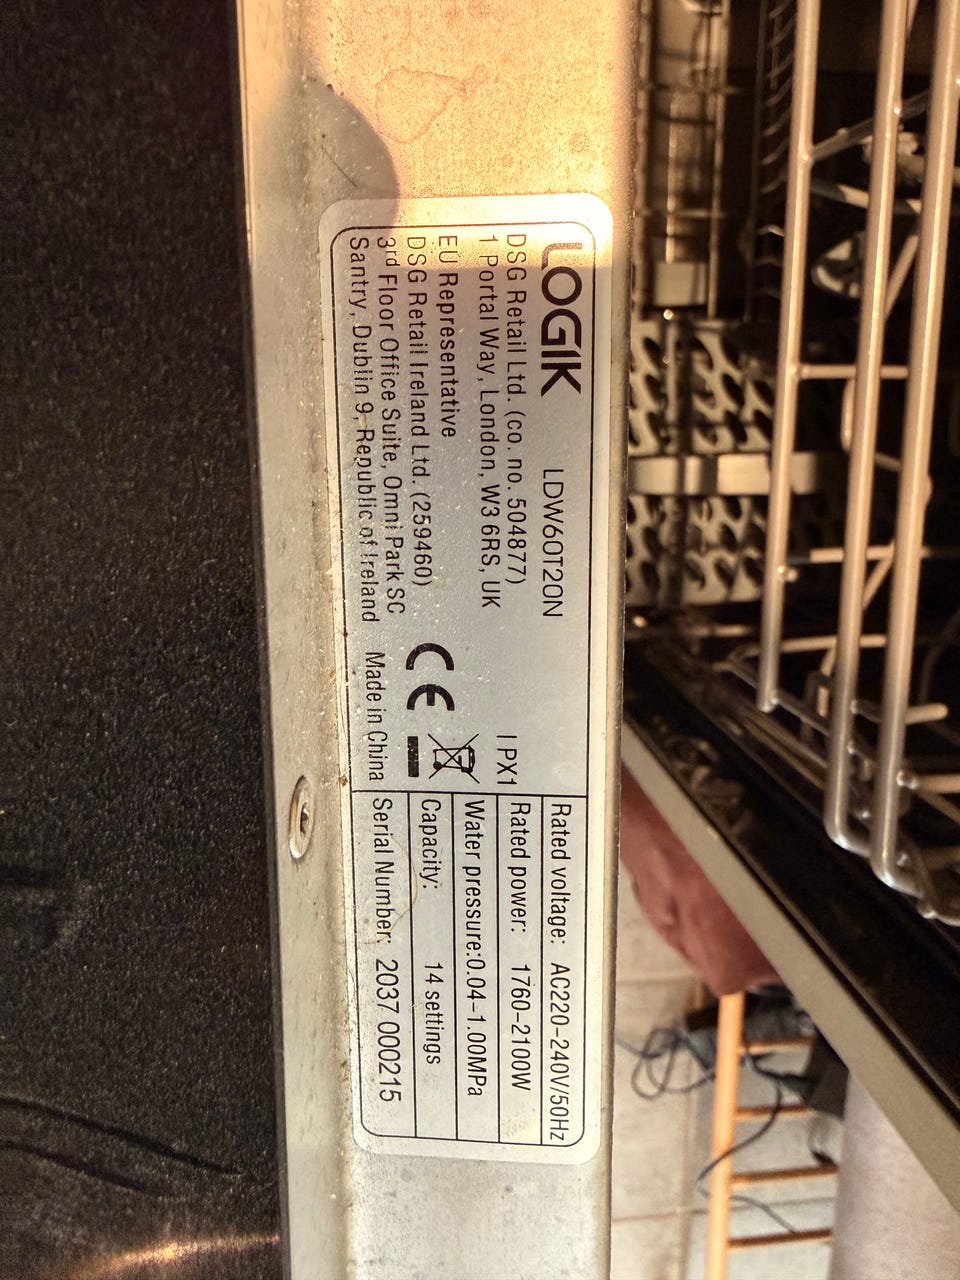 LOGIK LDW60T20N
DSG Retail Ltd. (co. no. 504877)
1 Portal Way, London, W3 6RS, UK
EU Representative
DSG Retail Ireland Ltd. (259460)
3rd Floor Office Suite, Omni Park SC
Santry, Dublin 9, Republic of Ireland
IPX1
CE
Made in China
Rated voltage: AC220-240V/50Hz
Rated power: 1760-2100W
Water pressure:0.04-1.00MPa
Capacity: 14 settings
Serial Number: 2037 000215